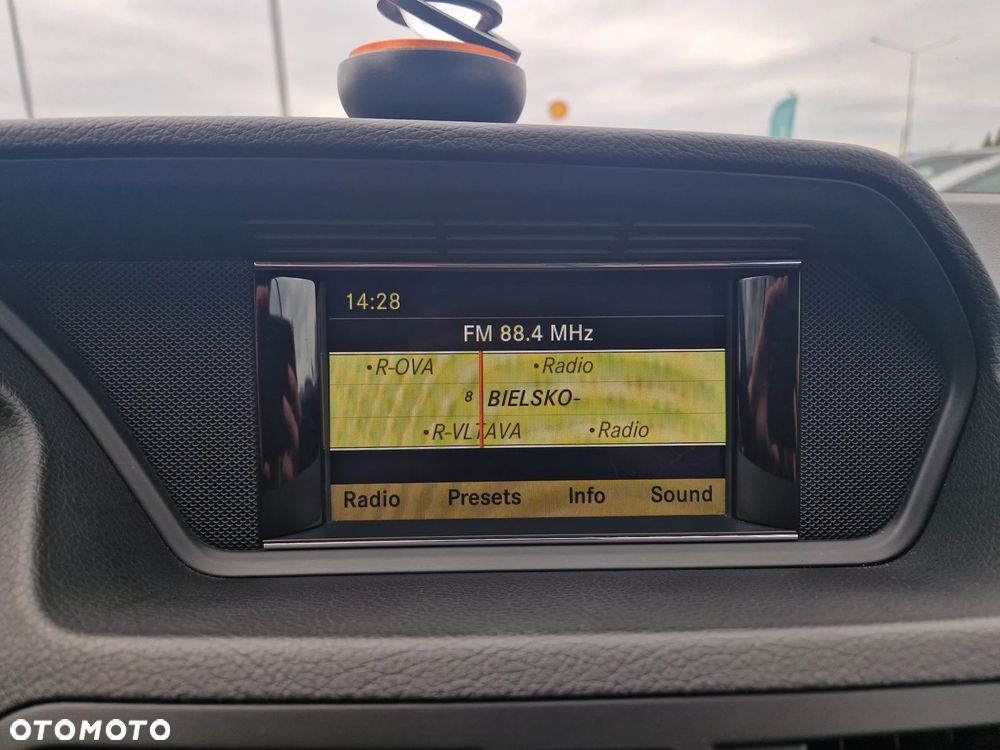 14:28
FM 88.4 MHz
•R-OVA •Radio
8 BIELSKO-
•R-VLTAVA •Radio
Radio Presets Info Sound
OTOMOTO